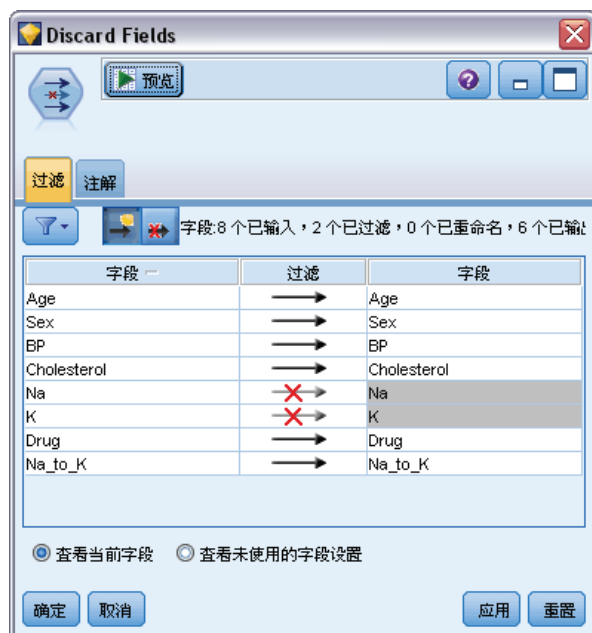 Discard Fields
预览
过滤 注解
字段:8 个已输入，2 个已过滤，0 个已重命名，6 个已输出
字段 过滤 字段
Age Age
Sex Sex
BP BP
Cholesterol Cholesterol
Na Na
K K
Drug Drug
Na_to_K Na_to_K
查看当前字段 查看未使用的字段设置
确定 取消 应用 重置